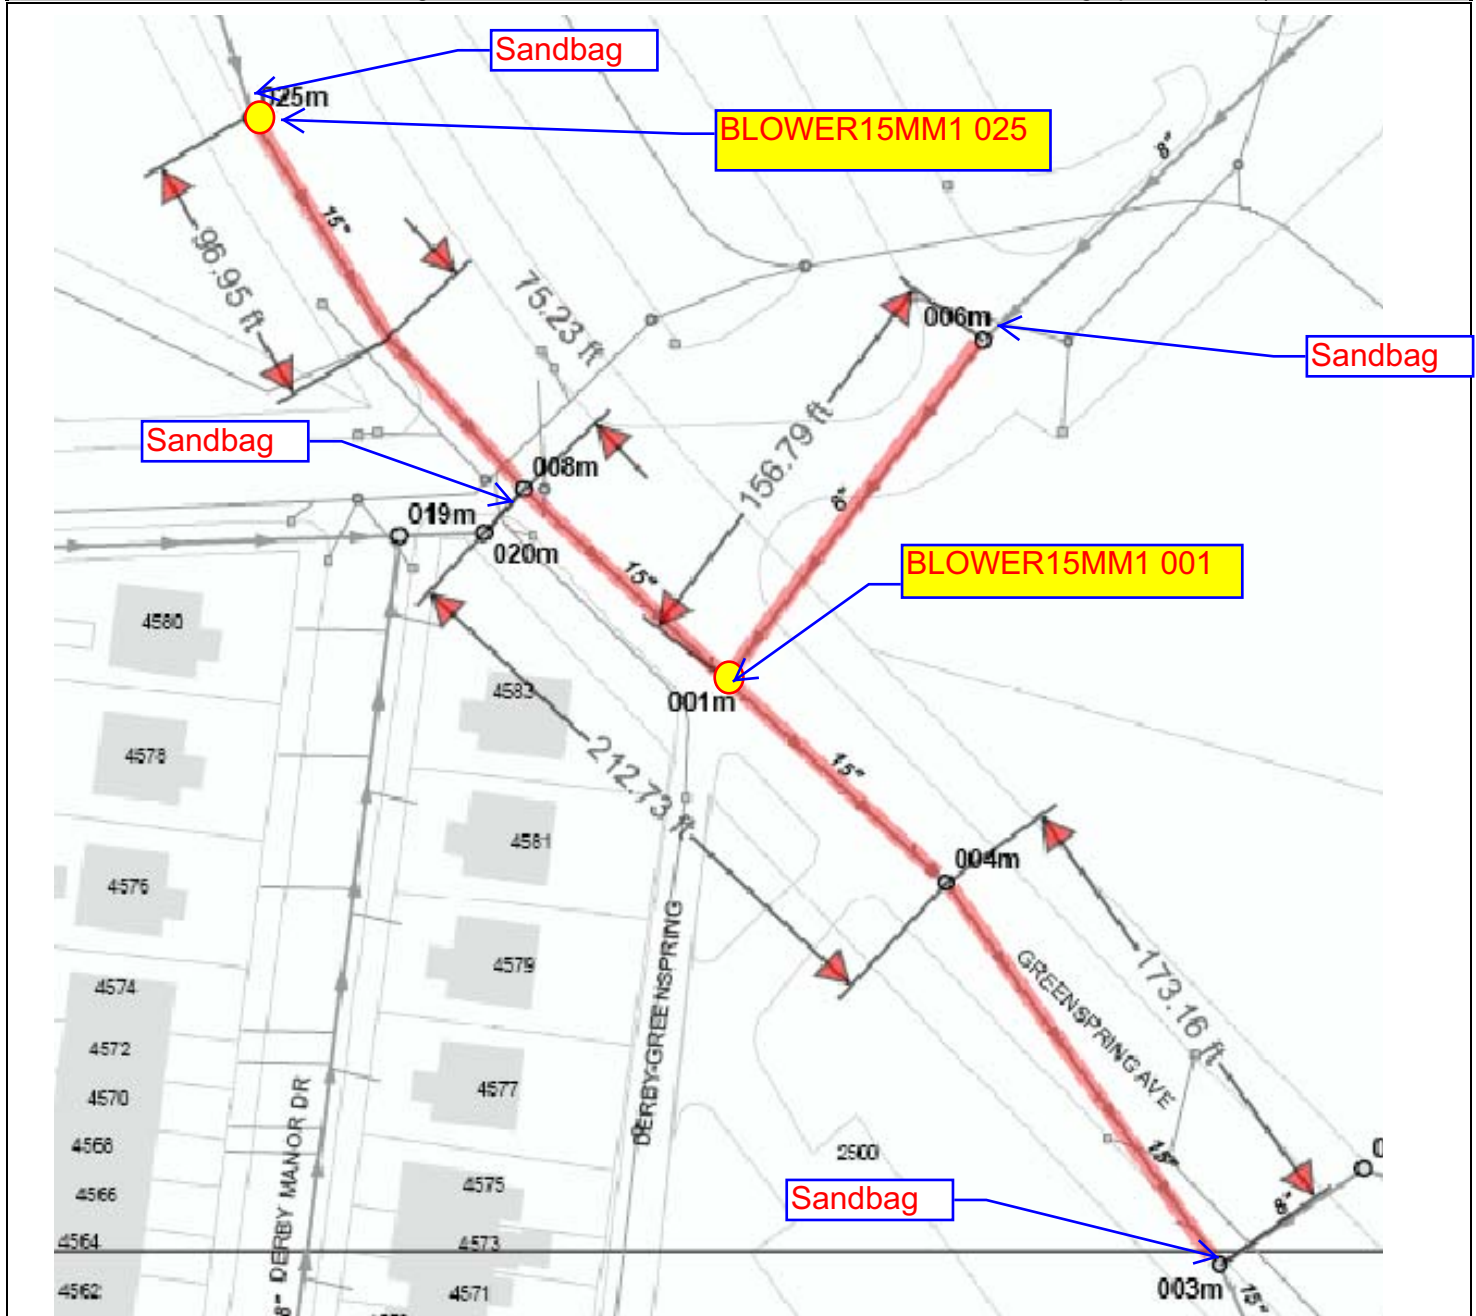 Sandbag
025m
BLOWER15MM1 025
8"
15"
96.95 ft
75.23 ft
006m
Sandbag
156.79 ft
Sandbag
008m
8"
019m
020m
15"
BLOWER15MM1 001
4580
4583
001m
4578
212.73 ft
15"
4581
004m
4576
4579
DERBY-GREENSPRING
GREENSPRING AVE
173.16 ft
4574
4572
4577
4570
DERBY MANOR DR
8"
4568
2900
15"
4575
4566
Sandbag
8"
4564
4573
4562
4571
003m
15"